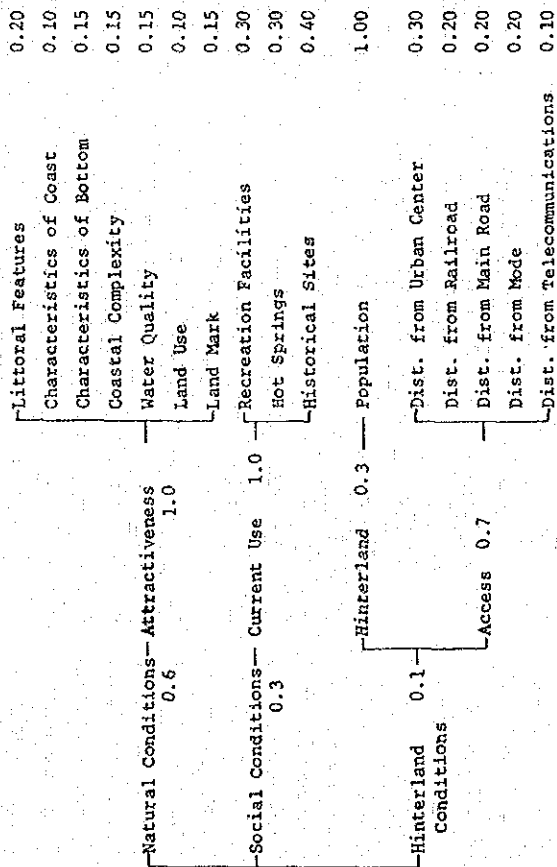 Littoral Features 0.20
Characteristics of Coast 0.10
Characteristics of Bottom 0.15
Natural Conditions Attractiveness Coastal Complexity 0.15
0.6 1.0 Water Quality 0.15
Land Use 0.10
Land Mark 0.15
Recreation Facilities 0.30
Social Conditions Current Use 1.0 Hot Springs 0.30
0.3 Historical Sites 0.40
Hinterland 0.3 Population 1.00
Hinterland 0.1
Conditions
Dist. from Urban Center 0.30
Dist. from Railroad 0.20
Access 0.7 Dist. from Main Road 0.20
Dist. from Mode 0.20
Dist. from Telecommunications 0.10